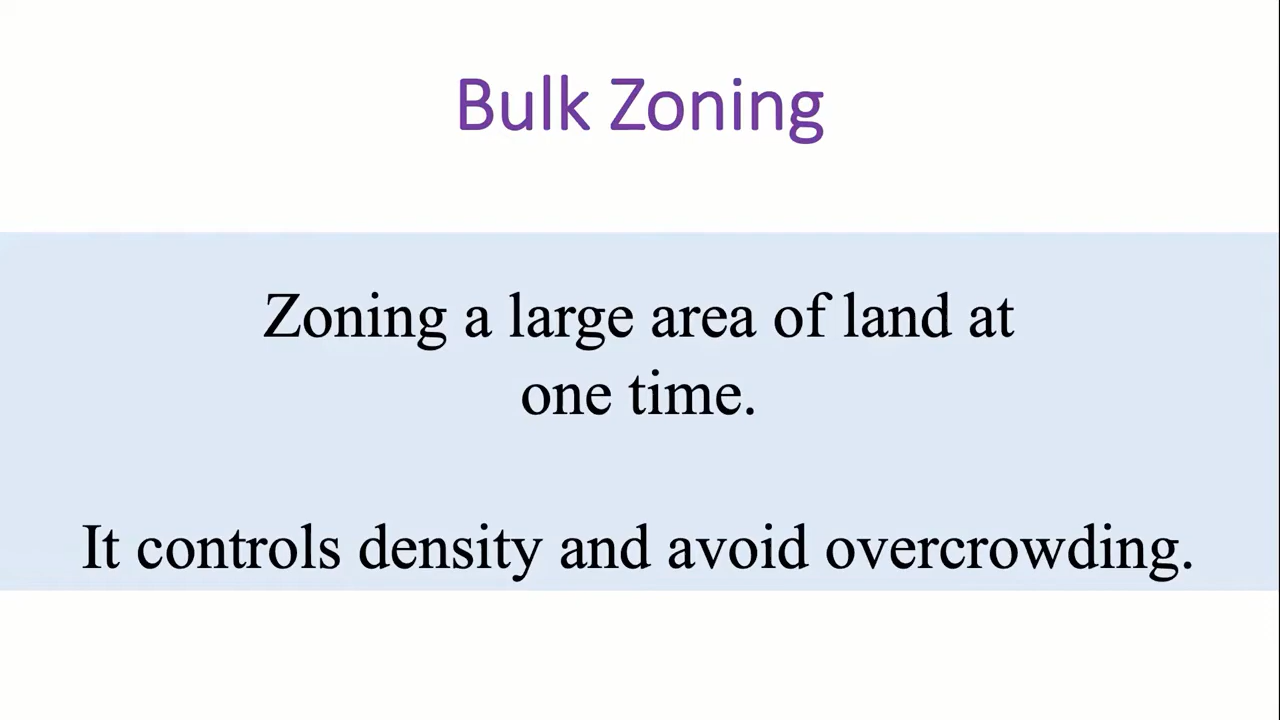 Bulk Zoning
Zoning a large area of land at
one time.
It controls density and avoid overcrowding.